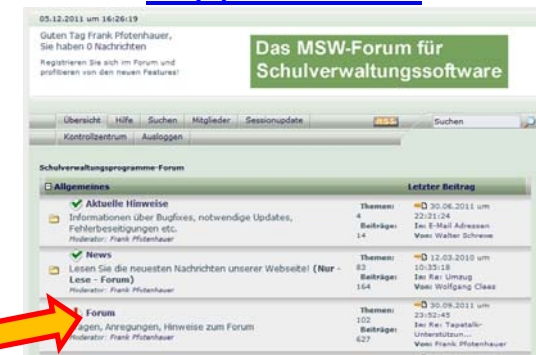 05.12.2011 um 16:26:19
Guten Tag Frank Pfotenhauer,
Sie haben 0 Nachrichten
Registrieren Sie sich im Forum und
profitieren von den neuen Features!
Das MSW-Forum für
Schulverwaltungssoftware
Übersicht Hilfe Suchen Mitglieder Sessionupdate RSS Suchen
Kontrollzentrum Ausloggen
Schulverwaltungsprogramme-Forum
Allgemeines Letzter Beitrag
Aktuelle Hinweise
Informationen über Bugfixes, notwendige Updates,
Fehlerbeseitigungen etc.
Moderator: Frank Pfotenhauer
Themen:
4
Beiträge:
14
30.06.2011 um
22:21:24
In: E-Mail Adressen
Von: Walter Schrewe
News
Lesen Sie die neuesten Nachrichten unserer Webseite! (Nur -
Lese - Forum)
Moderator: Frank Pfotenhauer
Themen:
83
Beiträge:
164
12.03.2010 um
10:35:18
In: Re: Umzug
Von: Wolfgang Claas
Forum
Fragen, Anregungen, Hinweise zum Forum
Moderator: Frank Pfotenhauer
Themen:
102
Beiträge:
627
30.09.2011 um
23:52:45
In: Re: Tapatalk-
Unterstützun...
Von: Frank Pfotenhauer